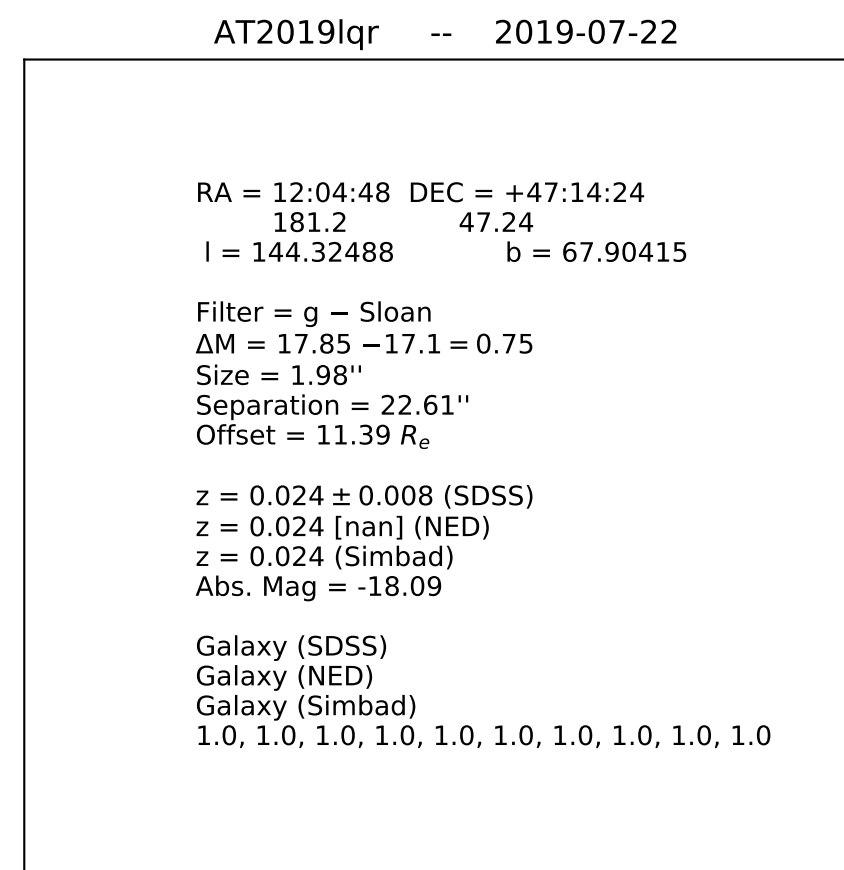 AT2019lqr -- 2019-07-22
RA = 12:04:48 DEC = +47:14:24
181.2 47.24
l = 144.32488 b = 67.90415
Filter = g − Sloan
ΔM = 17.85 −17.1 = 0.75
Size = 1.98''
Separation = 22.61''
Offset = 11.39 Rₑ
z = 0.024 ± 0.008 (SDSS)
z = 0.024 [nan] (NED)
z = 0.024 (Simbad)
Abs. Mag = -18.09
Galaxy (SDSS)
Galaxy (NED)
Galaxy (Simbad)
1.0, 1.0, 1.0, 1.0, 1.0, 1.0, 1.0, 1.0, 1.0, 1.0